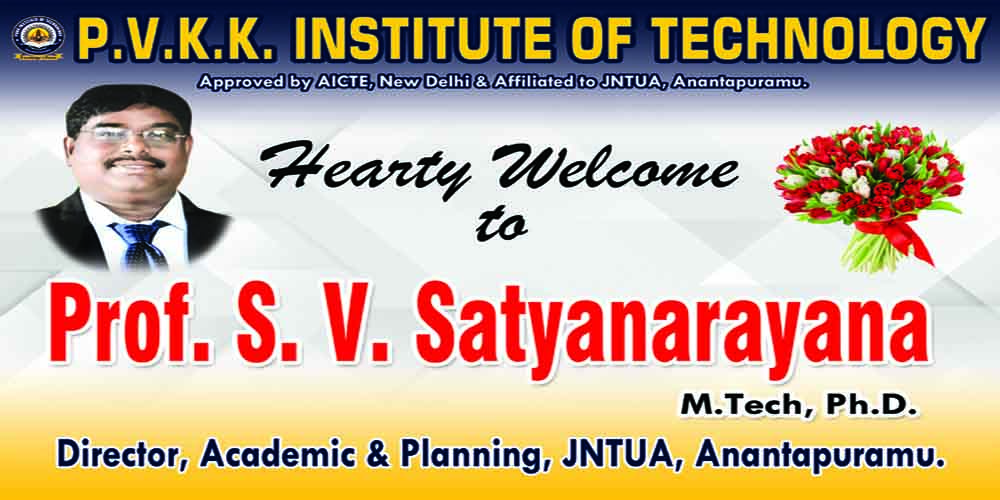 P.V.K.K. INSTITUTE OF TECHNOLOGY
Approved by AICTE, New Delhi & Affiliated to JNTUA, Anantapuramu.
Hearty Welcome
to
Prof. S. V. Satyanarayana
M.Tech, Ph.D.
Director, Academic & Planning, JNTUA, Anantapuramu.